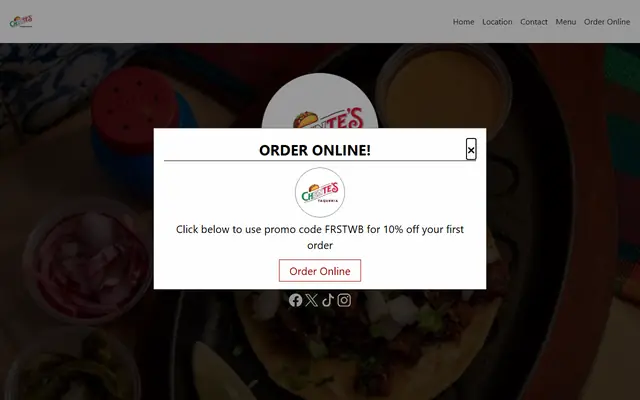 Home Location Contact Menu Order Online
ORDER ONLINE!
×
CHENTE'S
TAQUERIA
Click below to use promo code FRSTWB for 10% off your first
order
Order Online